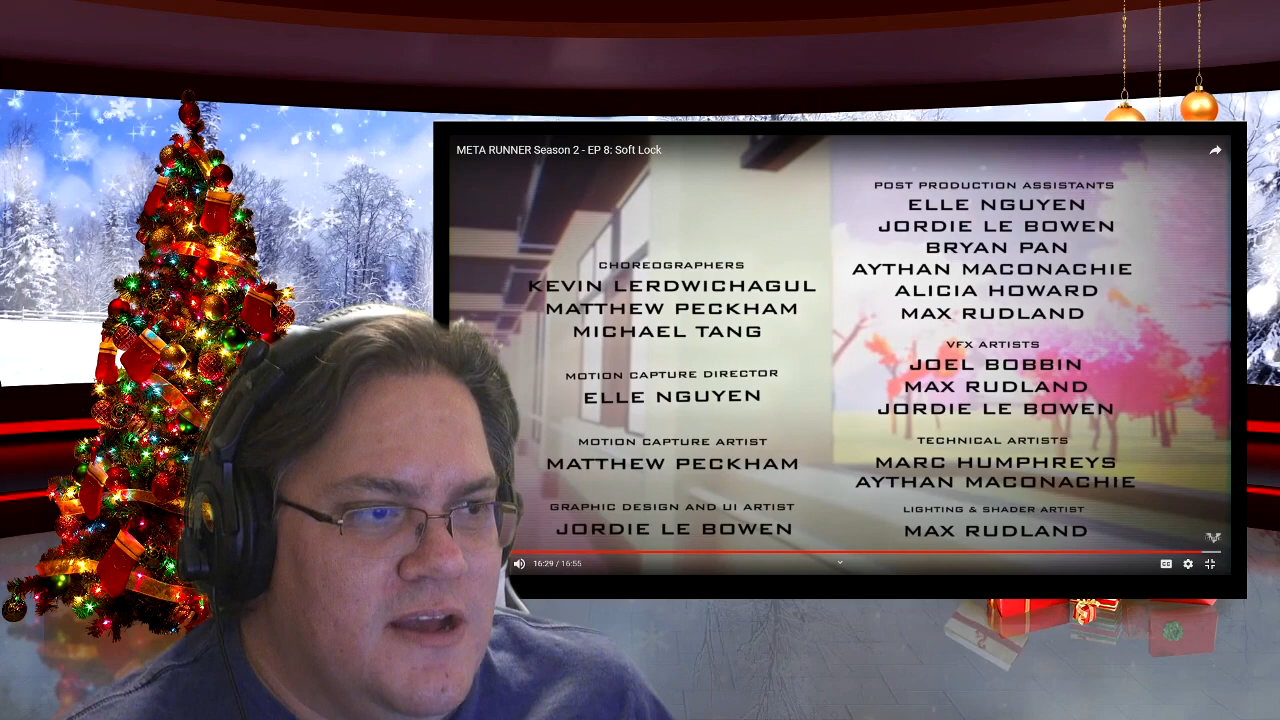 META RUNNER Season 2 - EP 8: Soft Lock
CHOREOGRAPHERS
KEVIN LERDWICHAGUL
MATTHEW PECKHAM
MICHAEL TANG
MOTION CAPTURE DIRECTOR
ELLE NGUYEN
MOTION CAPTURE ARTIST
MATTHEW PECKHAM
GRAPHIC DESIGN AND UI ARTIST
JORDIE LE BOWEN
POST PRODUCTION ASSISTANTS
ELLE NGUYEN
JORDIE LE BOWEN
BRYAN PAN
AYTHAN MACONACHIE
ALICIA HOWARD
MAX RUDLAND
VFX ARTISTS
JOEL BOBBIN
MAX RUDLAND
JORDIE LE BOWEN
TECHNICAL ARTISTS
MARC HUMPHREYS
AYTHAN MACONACHIE
LIGHTING & SHADER ARTIST
MAX RUDLAND
16:29 / 16:55
CC